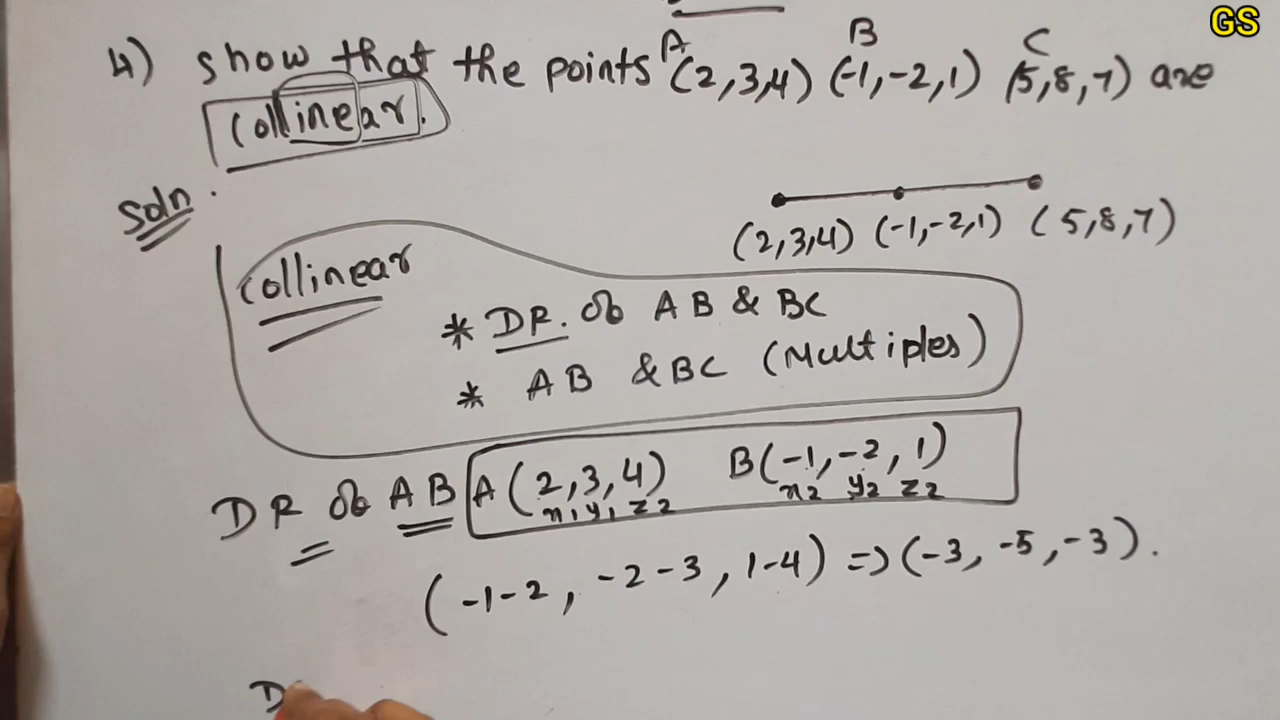 GS
4) show that the points A(2,3,4) B(-1,-2,1) C(5,8,7) are
Collinear.
Soln.
(2,3,4) (-1,-2,1) (5,8,7)
Collinear
* DR. Of AB & BC
* AB & BC (Multiples)
DR Of AB A(2,3,4) B(-1,-2,1)
x1 y1 z2 x2 y2 z2
(-1-2, -2-3, 1-4) => (-3, -5, -3).
D